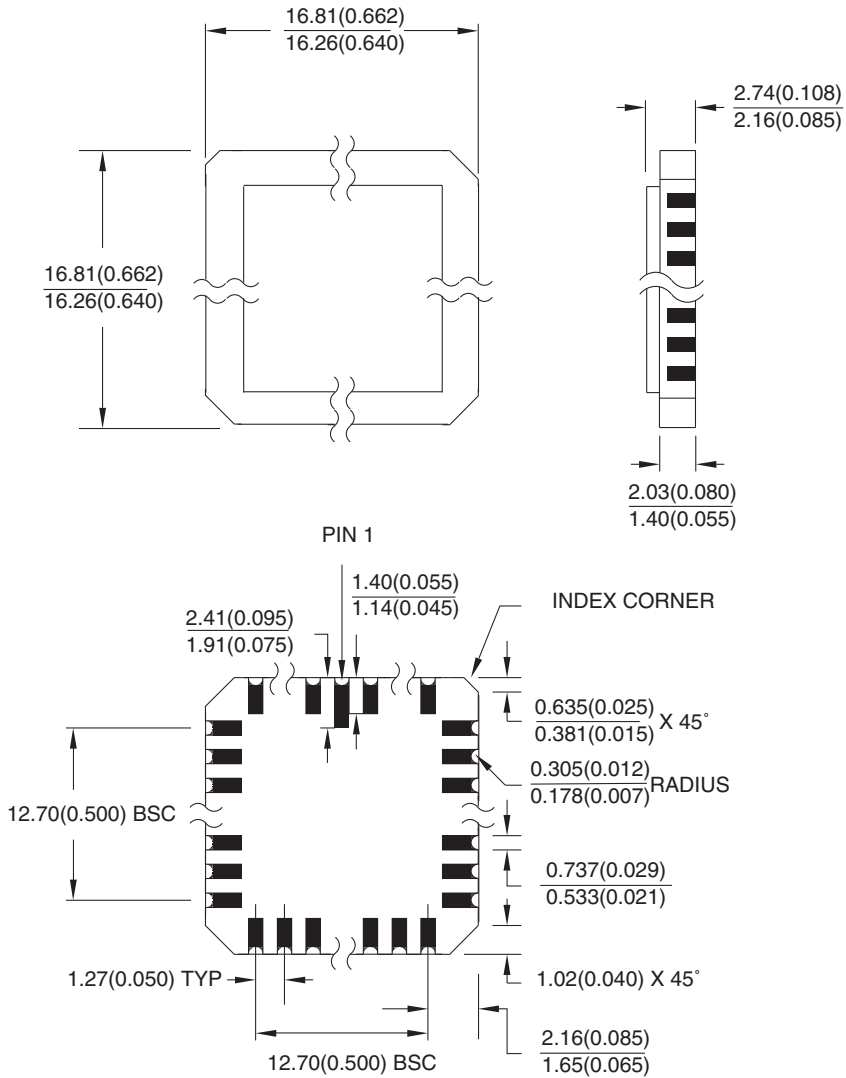 16.81(0.662)
16.26(0.640)
2.74(0.108)
2.16(0.085)
16.81(0.662)
16.26(0.640)
2.03(0.080)
1.40(0.055)
PIN 1
1.40(0.055)
1.14(0.045)
INDEX CORNER
2.41(0.095)
1.91(0.075)
0.635(0.025)
0.381(0.015) X 45°
0.305(0.012)
0.178(0.007) RADIUS
12.70(0.500) BSC
0.737(0.029)
0.533(0.021)
1.27(0.050) TYP
1.02(0.040) X 45°
2.16(0.085)
1.65(0.065)
12.70(0.500) BSC